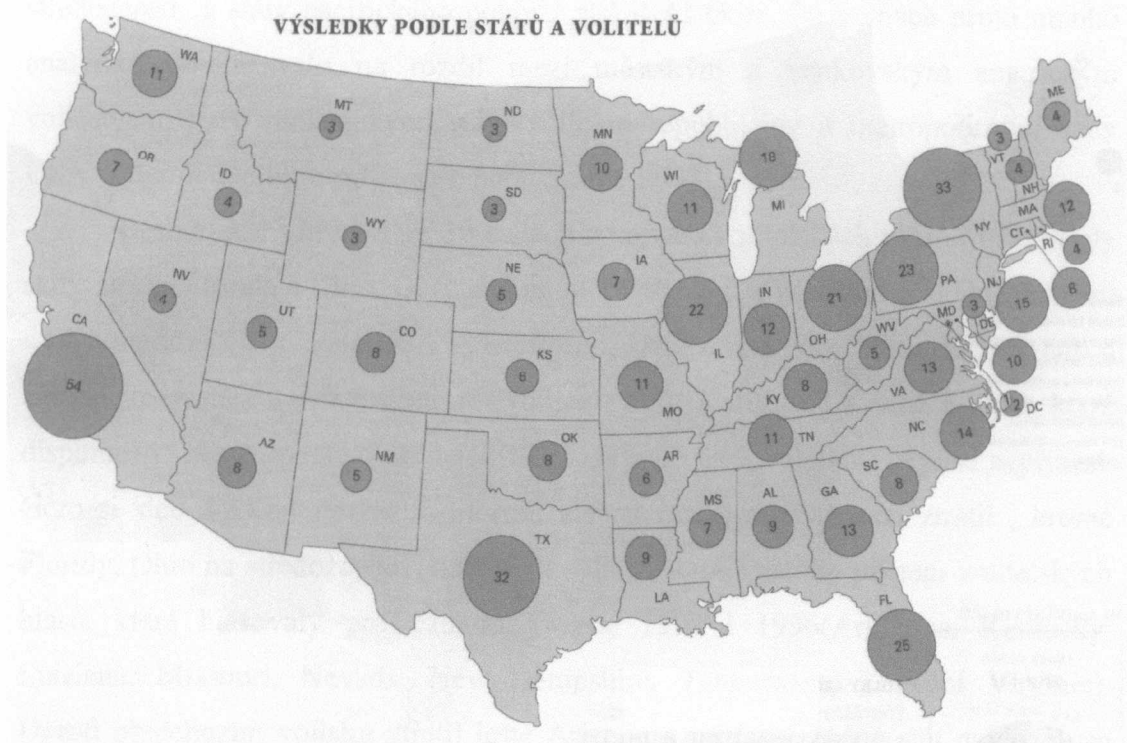 VÝSLEDKY PODLE STÁTŮ A VOLITELŮ
WA
11
OR
7
ID
4
MT
3
ND
3
MN
10
SD
3
WY
3
WI
11
18
MI
ME
4
3
VT
4
NH
33
NY
MA
12
CT
RI
4
6
NV
4
UT
5
CO
8
NE
5
IA
7
22
IL
IN
12
21
OH
23
PA
NJ
15
MD
3
DE
10
WV
5
VA
13
2
DC
CA
54
KS
6
11
MO
KY
8
AZ
8
NM
5
OK
8
AR
6
11
TN
NC
14
SC
8
TX
32
9
LA
MS
7
AL
9
GA
13
FL
25